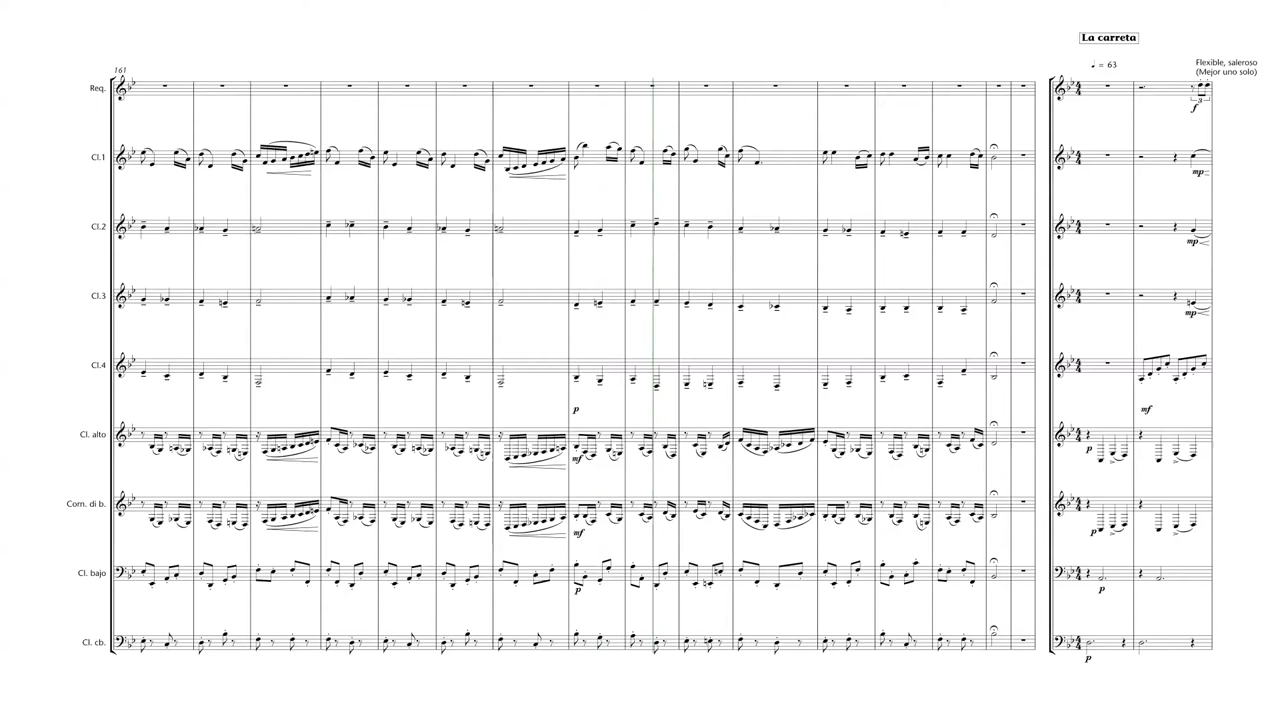 La carreta
161
♩ = 63
Flexible, saleroso
(Mejor uno solo)
Req.
3
f
Cl.1
mp
Cl.2
mp
Cl.3
mp
Cl.4
p
mf
Cl. alto
mf
p
Corn. di b.
mf
p
Cl. bajo
p
p
Cl. cb.
p